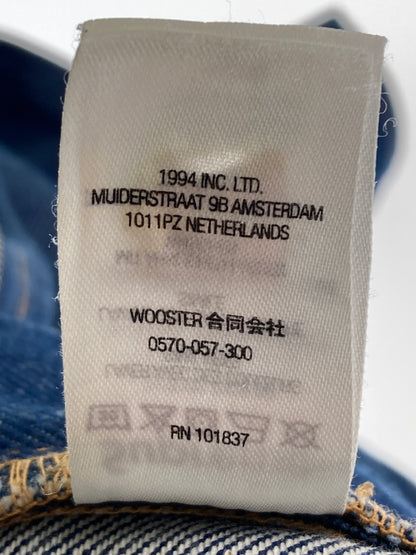 1994 INC. LTD.
MUIDERSTRAAT 9B AMSTERDAM
1011PZ NETHERLANDS
WOOSTER 合同会社
0570-057-300
RN 101837